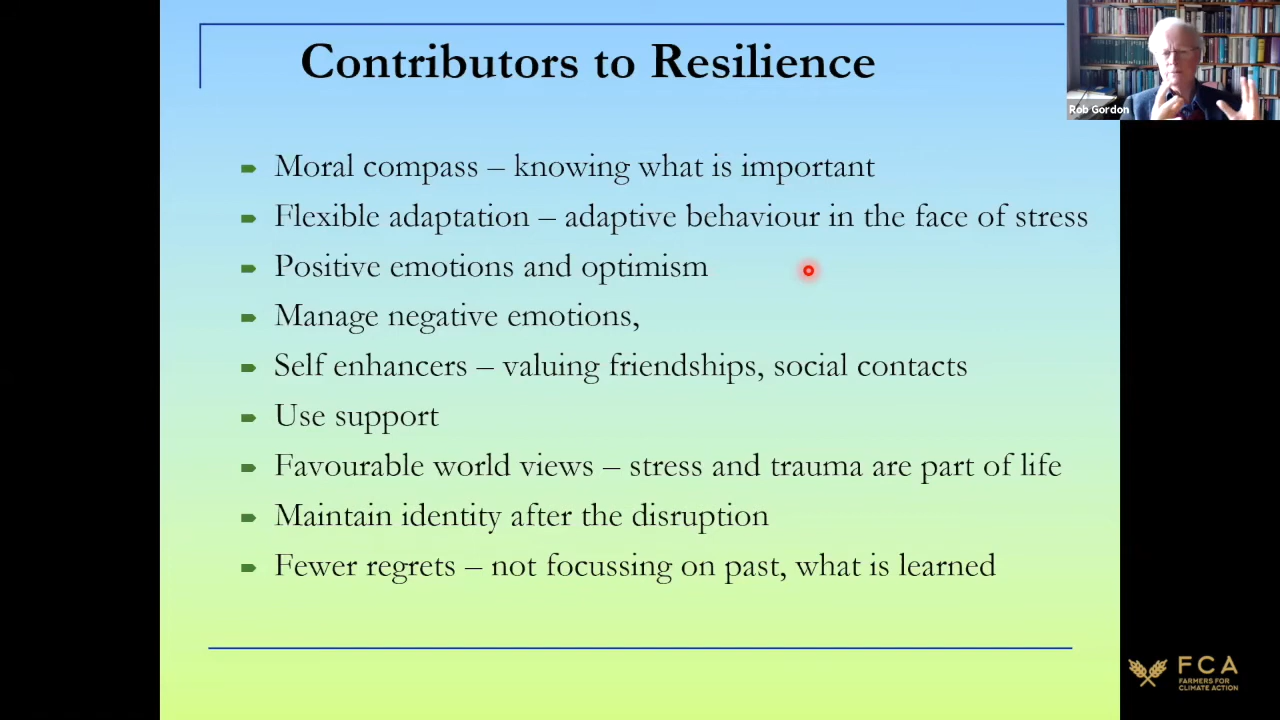 Contributors to Resilience
Rob Gordon
Moral compass – knowing what is important
Flexible adaptation – adaptive behaviour in the face of stress
Positive emotions and optimism
Manage negative emotions,
Self enhancers – valuing friendships, social contacts
Use support
Favourable world views – stress and trauma are part of life
Maintain identity after the disruption
Fewer regrets – not focussing on past, what is learned
FCA
FARMERS FOR
CLIMATE ACTION